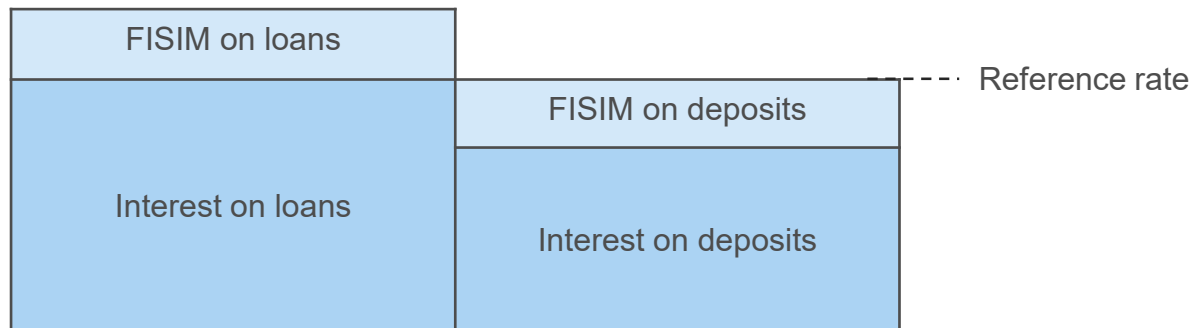 FISIM on loans
Reference rate
FISIM on deposits
Interest on loans
Interest on deposits